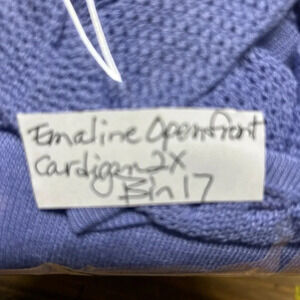 Emaline Openfront
Cardigan 2X
Bin 17